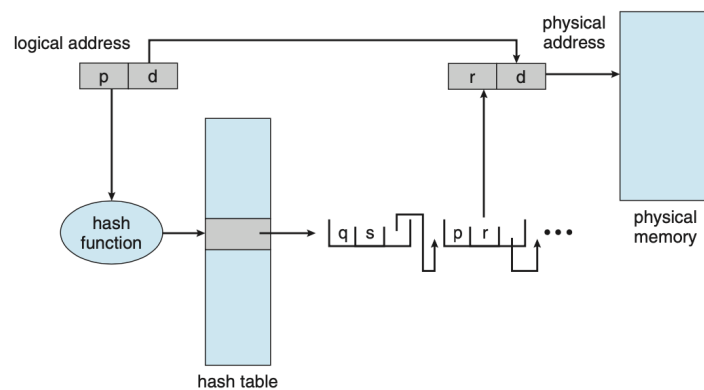 logical address
physical
address
p d
r d
hash
function
q s
p r
•••
physical
memory
hash table